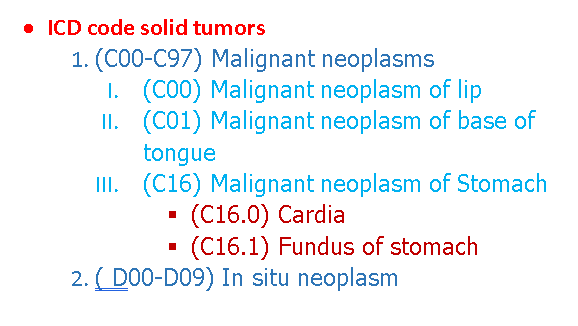 • ICD code solid tumors
1. (C00-C97) Malignant neoplasms
I. (C00) Malignant neoplasm of lip
II. (C01) Malignant neoplasm of base of
tongue
III. (C16) Malignant neoplasm of Stomach
▪ (C16.0) Cardia
▪ (C16.1) Fundus of stomach
2. ( D00-D09) In situ neoplasm